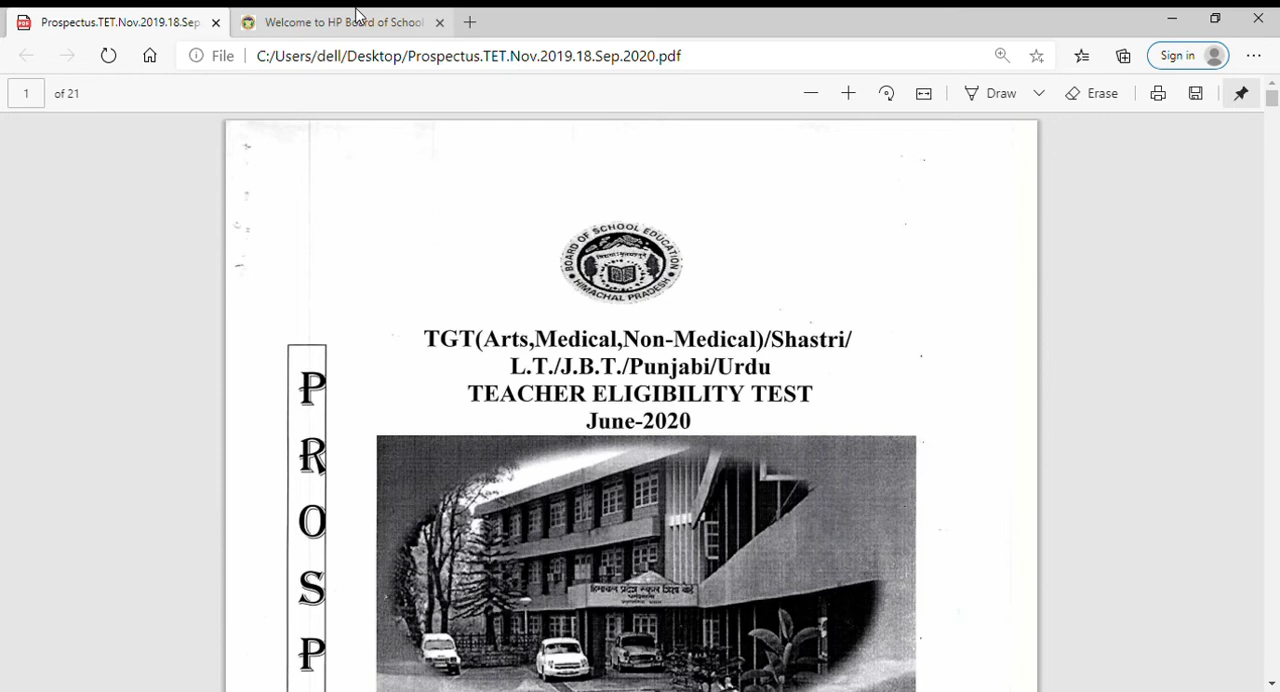 Prospectus.TET.Nov.2019.18.Sep
Welcome to HP Board of School
File
C:/Users/dell/Desktop/Prospectus.TET.Nov.2019.18.Sep.2020.pdf
Sign in
1 of 21
Draw
Erase
BOARD OF SCHOOL EDUCATION
HIMACHAL PRADESH
TGT(Arts,Medical,Non-Medical)/Shastri/
L.T./J.B.T./Punjabi/Urdu
TEACHER ELIGIBILITY TEST
June-2020
P
R
O
S
P
हिमाचल प्रदेश स्कूल शिक्षा बोर्ड